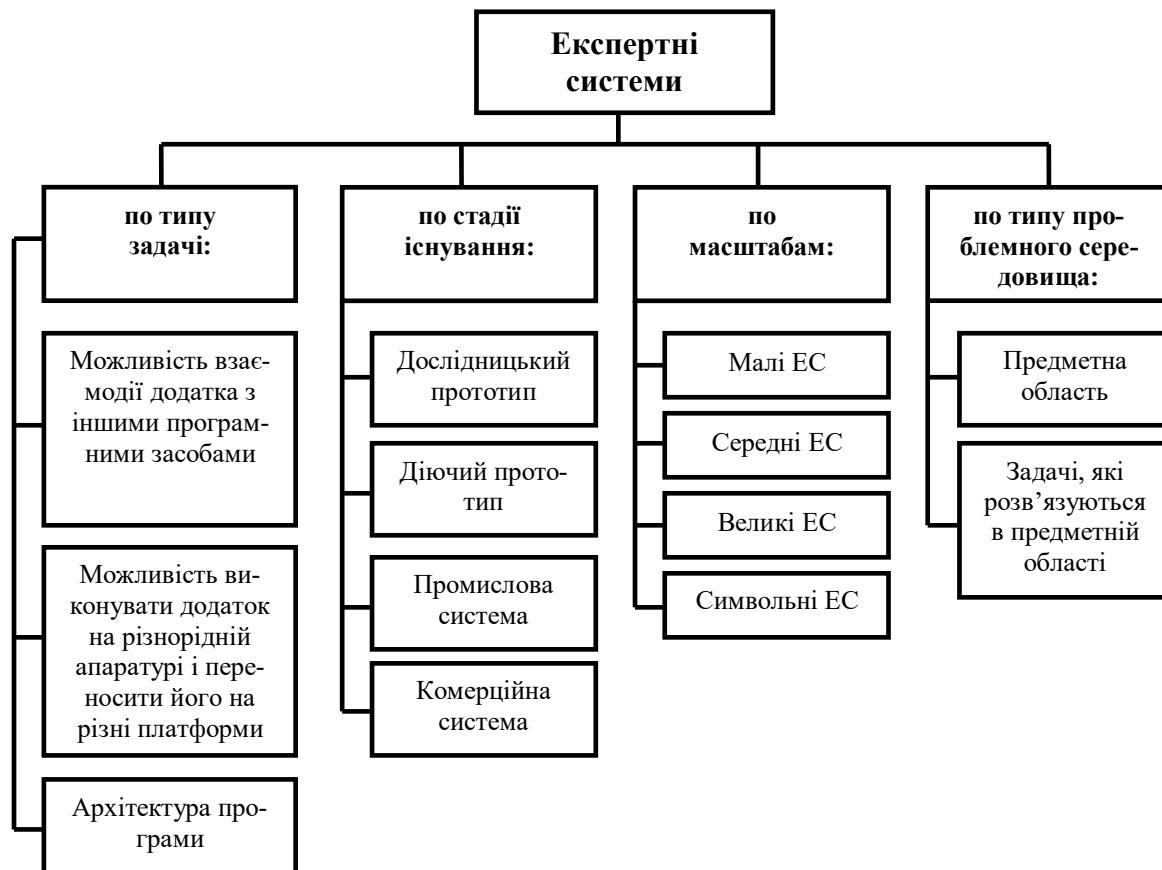 Експертні
системи
по типу
задачі:
Можливість взає-
модії додатка з
іншими програм-
ними засобами
Можливість ви-
конувати додаток
на різнорідній
апаратурі і пере-
носити його на
різні платформи
Архітектура про-
грами
по стадії
існування:
Дослідницький
прототип
Діючий прото-
тип
Промислова
система
Комерційна
система
по
масштабам:
Малі ЕС
Середні ЕС
Великі ЕС
Символьні ЕС
по типу про-
блемного сере-
довища:
Предметна
область
Задачі, які
розв’язуються
в предметній
області